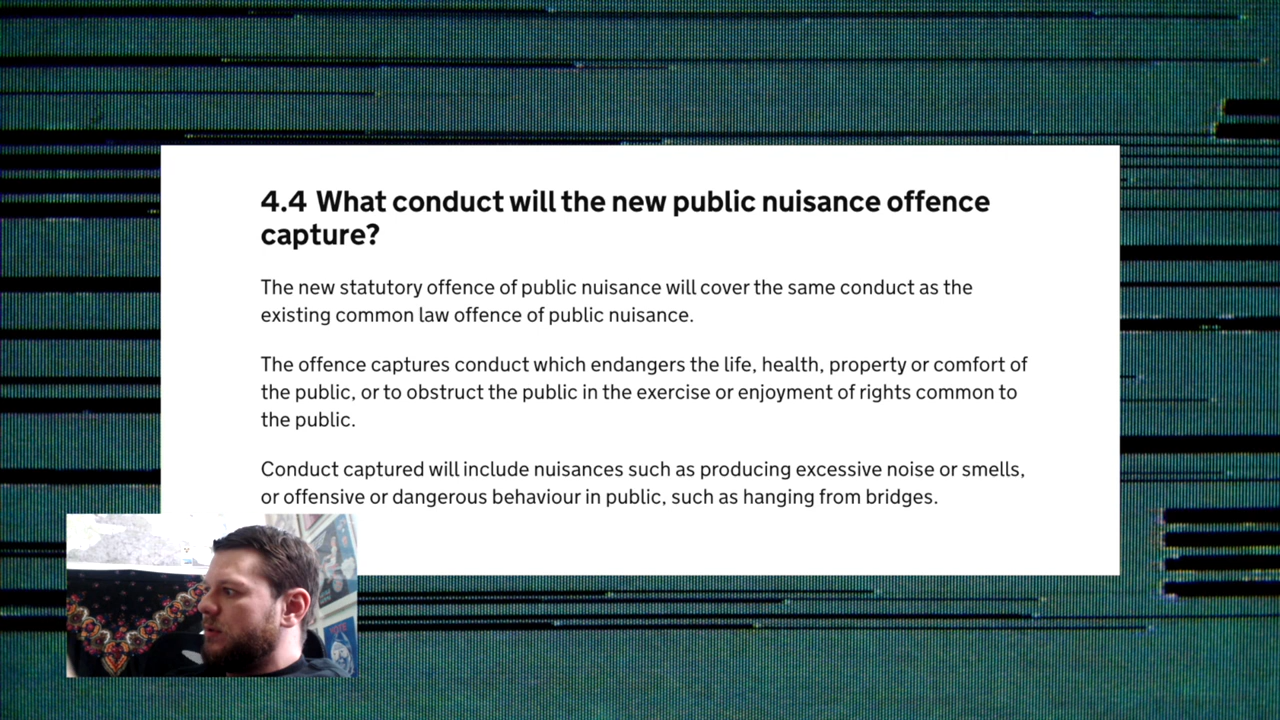 4.4 What conduct will the new public nuisance offence
capture?
The new statutory offence of public nuisance will cover the same conduct as the
existing common law offence of public nuisance.
The offence captures conduct which endangers the life, health, property or comfort of
the public, or to obstruct the public in the exercise or enjoyment of rights common to
the public.
Conduct captured will include nuisances such as producing excessive noise or smells,
or offensive or dangerous behaviour in public, such as hanging from bridges.